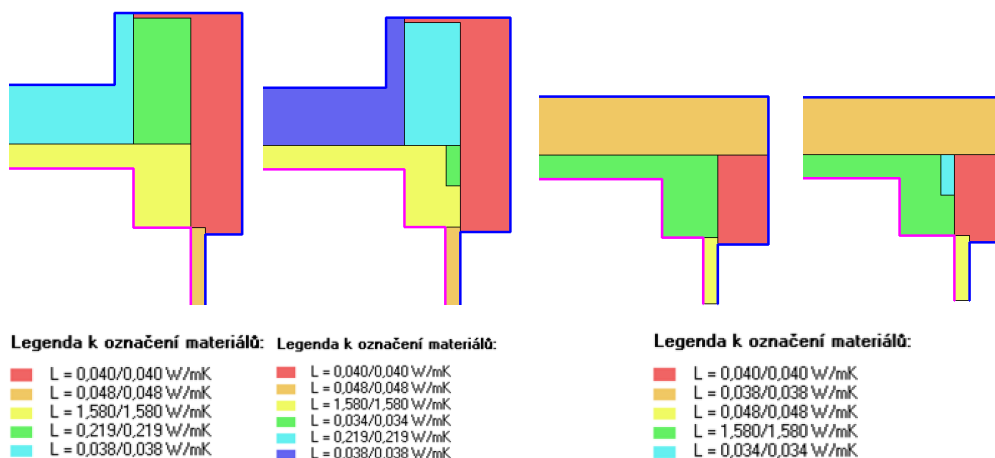 Legenda k označení materiálů:
L = 0,040/0,040 W/mK
L = 0,048/0,048 W/mK
L = 1,580/1,580 W/mK
L = 0,219/0,219 W/mK
L = 0,038/0,038 W/mK
Legenda k označení materiálů:
L = 0,040/0,040 W/mK
L = 0,048/0,048 W/mK
L = 1,580/1,580 W/mK
L = 0,034/0,034 W/mK
L = 0,219/0,219 W/mK
L = 0,038/0,038 W/mK
Legenda k označení materiálů:
L = 0,040/0,040 W/mK
L = 0,038/0,038 W/mK
L = 0,048/0,048 W/mK
L = 1,580/1,580 W/mK
L = 0,034/0,034 W/mK